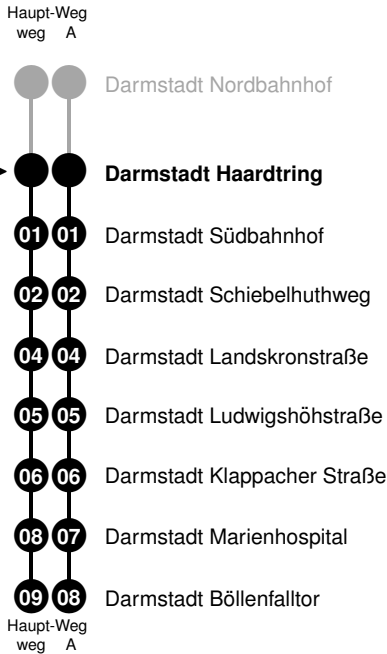 Haupt-Weg
weg A
Darmstadt Nordbahnhof
Darmstadt Haardtring
01 01 Darmstadt Südbahnhof
02 02 Darmstadt Schiebelhuthweg
04 04 Darmstadt Landskronstraße
05 05 Darmstadt Ludwigshöhstraße
06 06 Darmstadt Klappacher Straße
08 07 Darmstadt Marienhospital
09 08 Darmstadt Böllenfalltor
Haupt-Weg
weg A